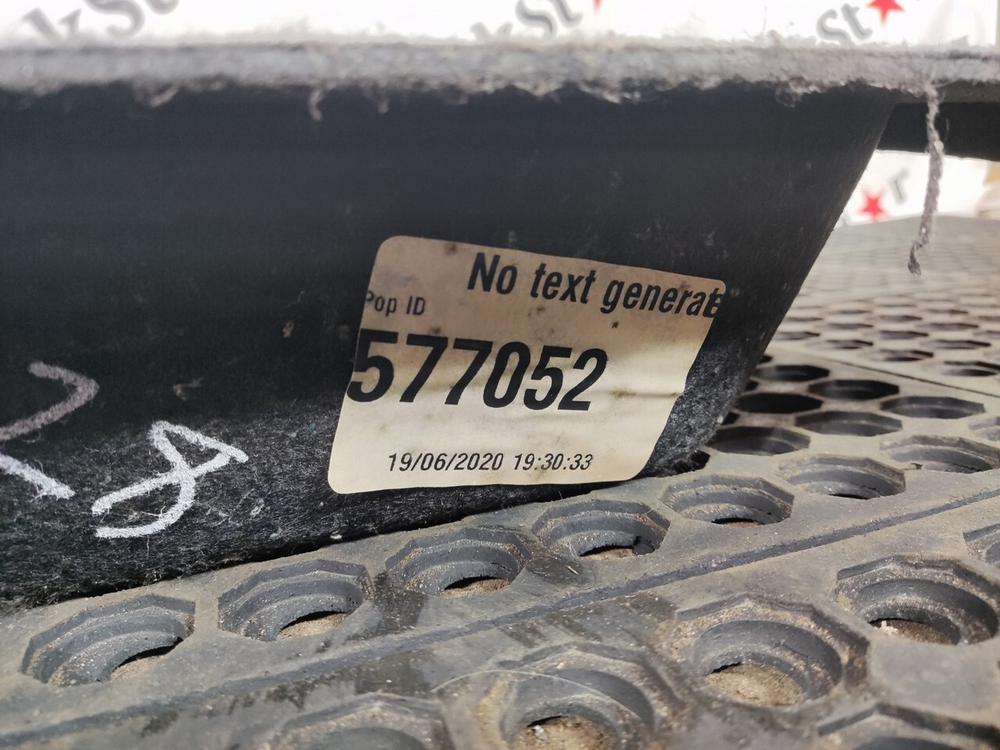 No text generat
Pop ID
577052
19/06/2020 19:30:33